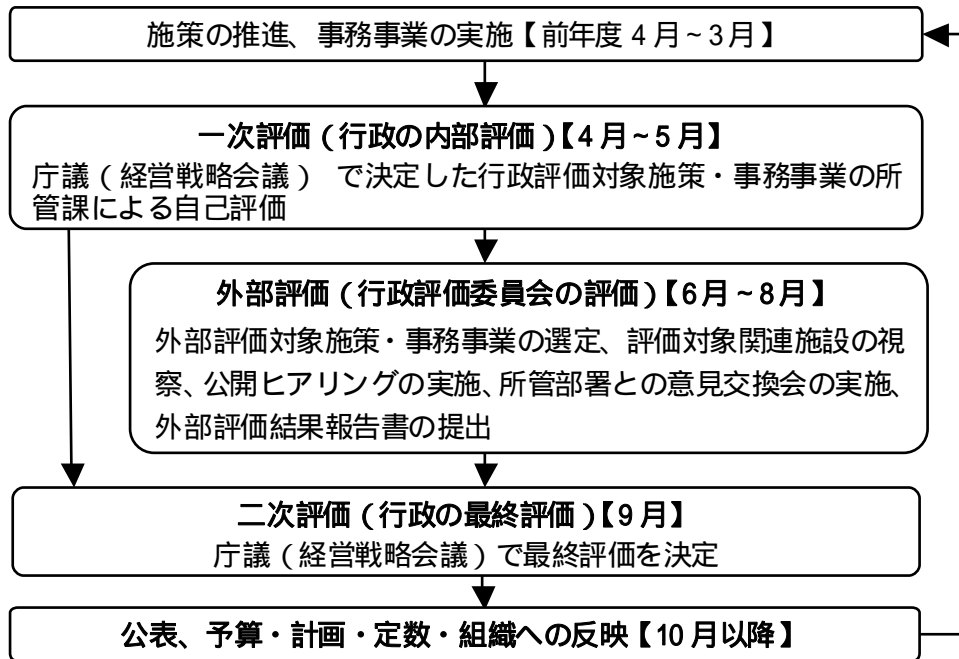 施策の推進、事務事業の実施【前年度4月～3月】
一次評価（行政の内部評価）【4月～5月】
庁議（経営戦略会議） で決定した行政評価対象施策・事務事業の所
管課による自己評価
外部評価（行政評価委員会の評価）【6月～8月】
外部評価対象施策・事務事業の選定、評価対象関連施設の視
察、公開ヒアリングの実施、所管部署との意見交換会の実施、
外部評価結果報告書の提出
二次評価（行政の最終評価）【9月】
庁議（経営戦略会議）で最終評価を決定
公表、予算・計画・定数・組織への反映【10月以降】